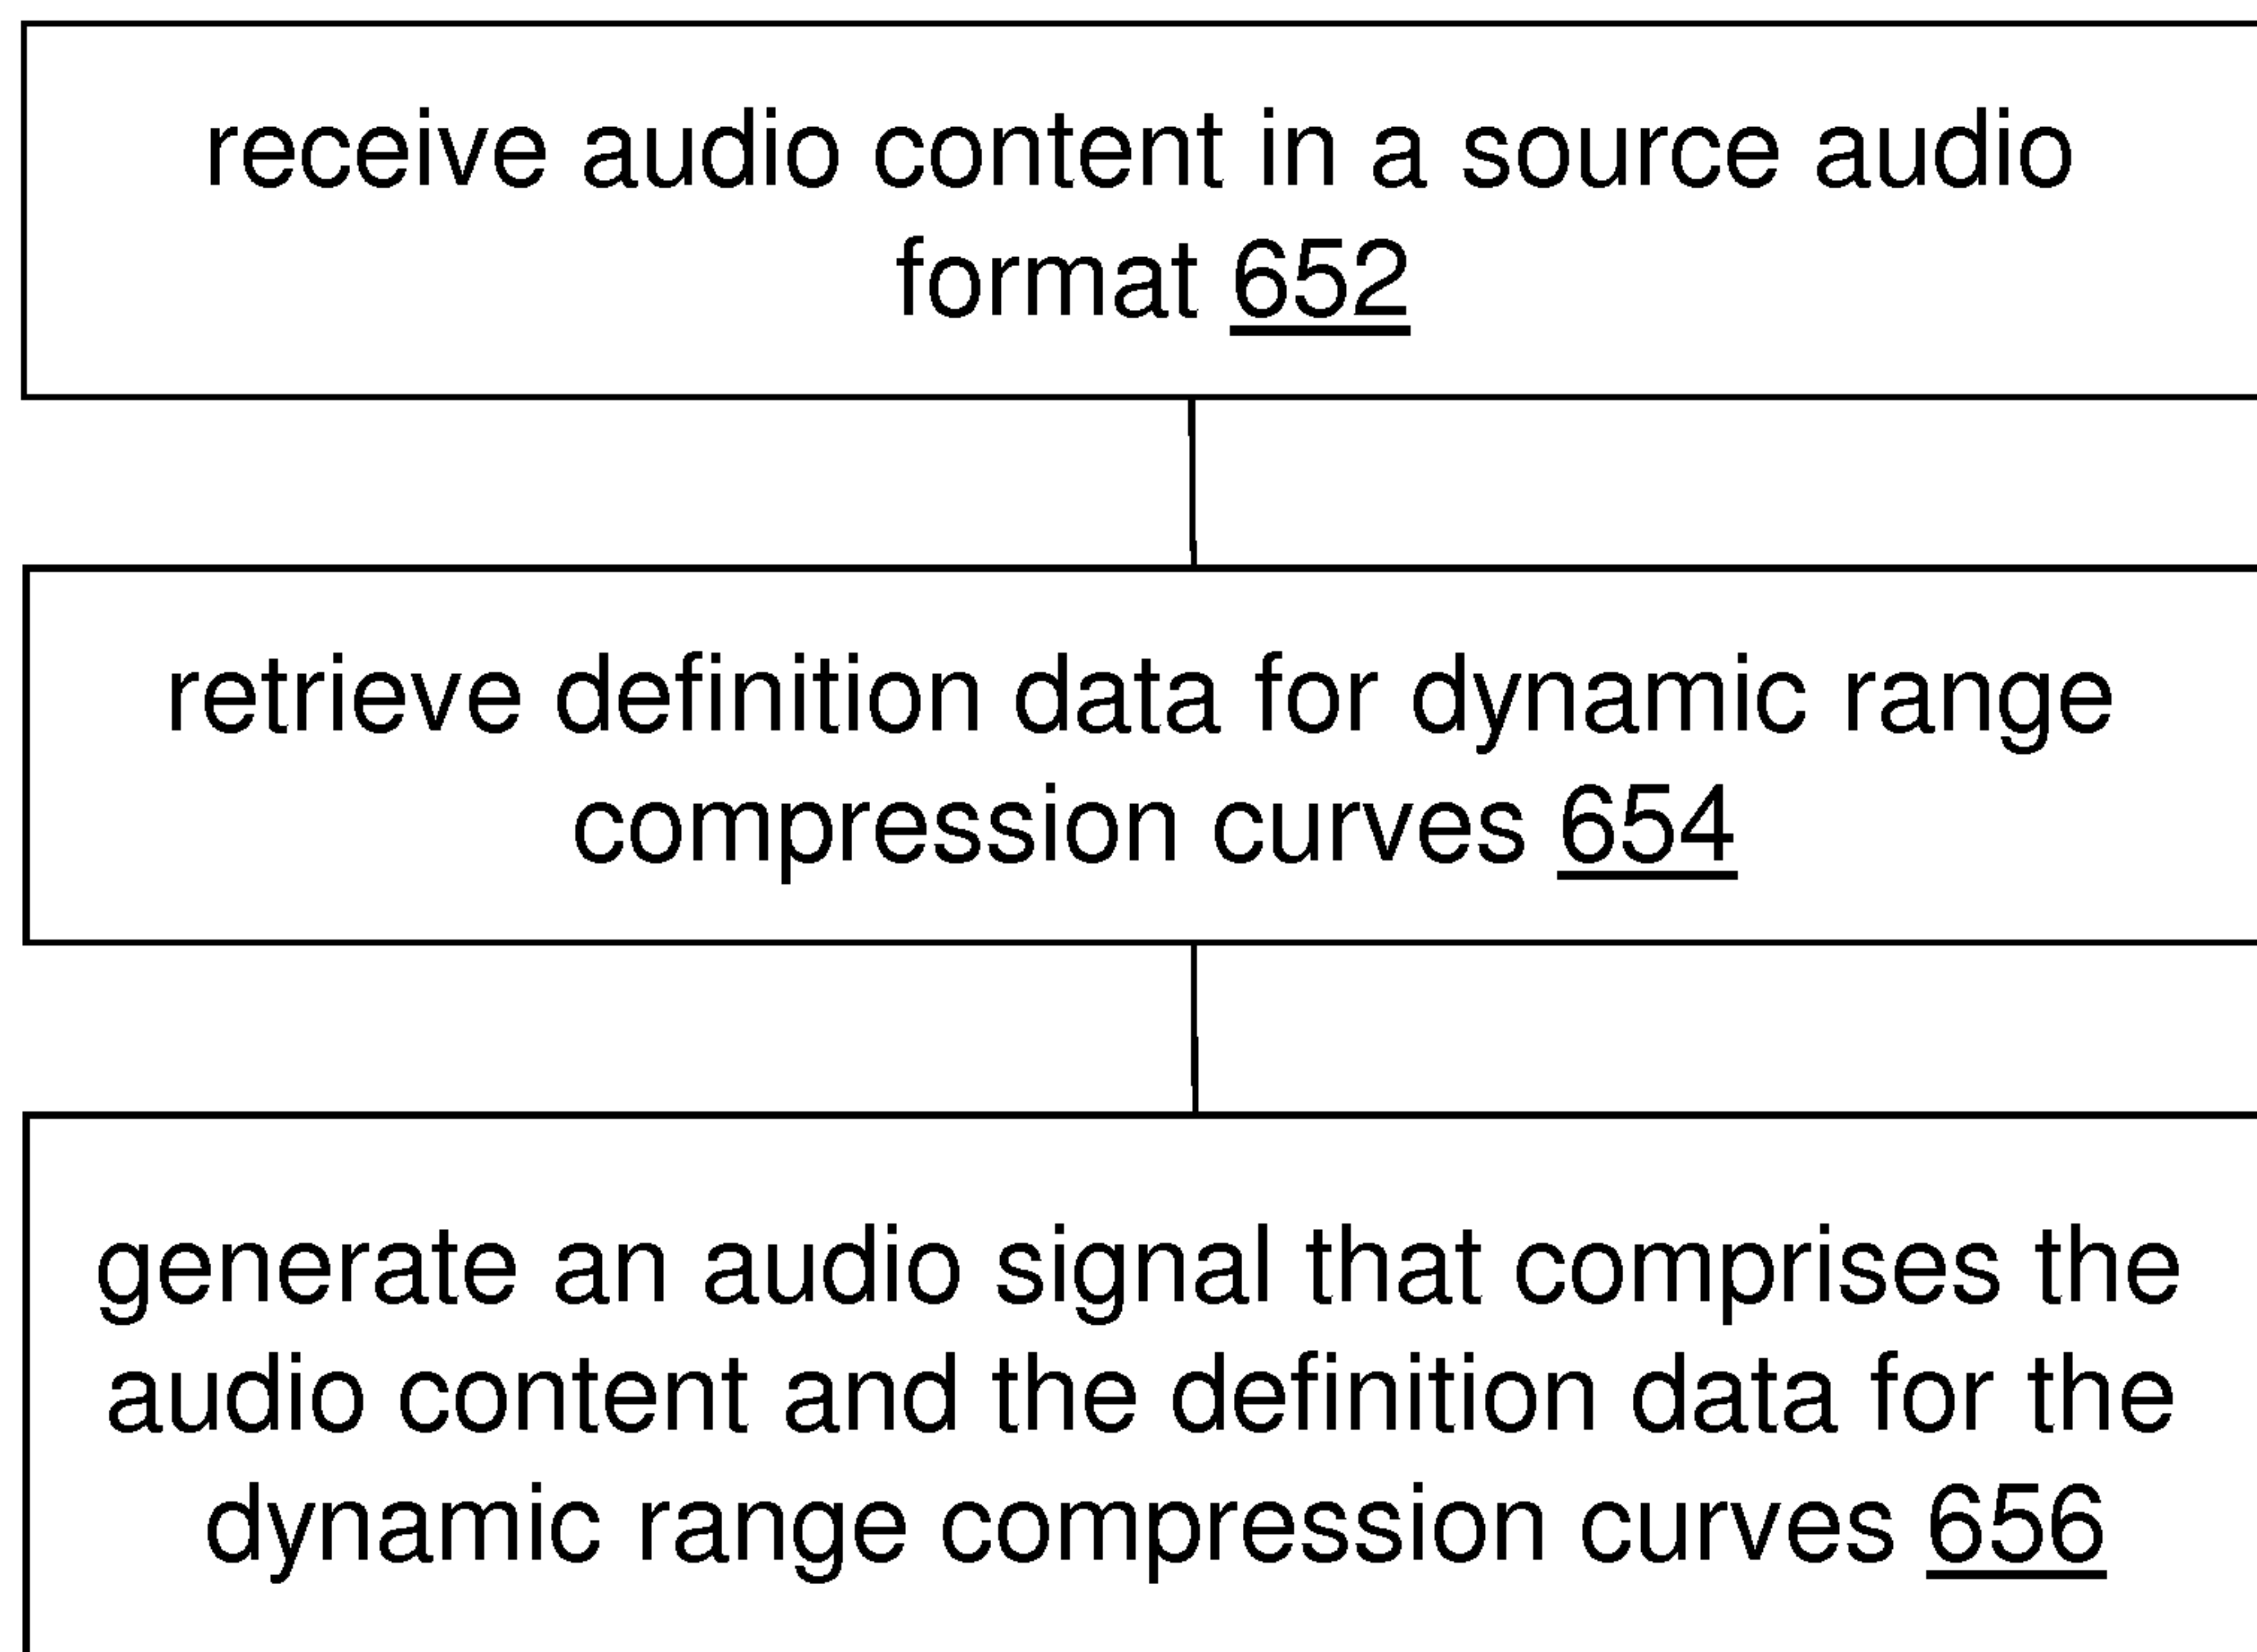 receive audio content in a source audio
format 652
retrieve definition data for dynamic range
compression curves 654
generate an audio signal that comprises the
audio content and the definition data for the
dynamic range compression curves 656